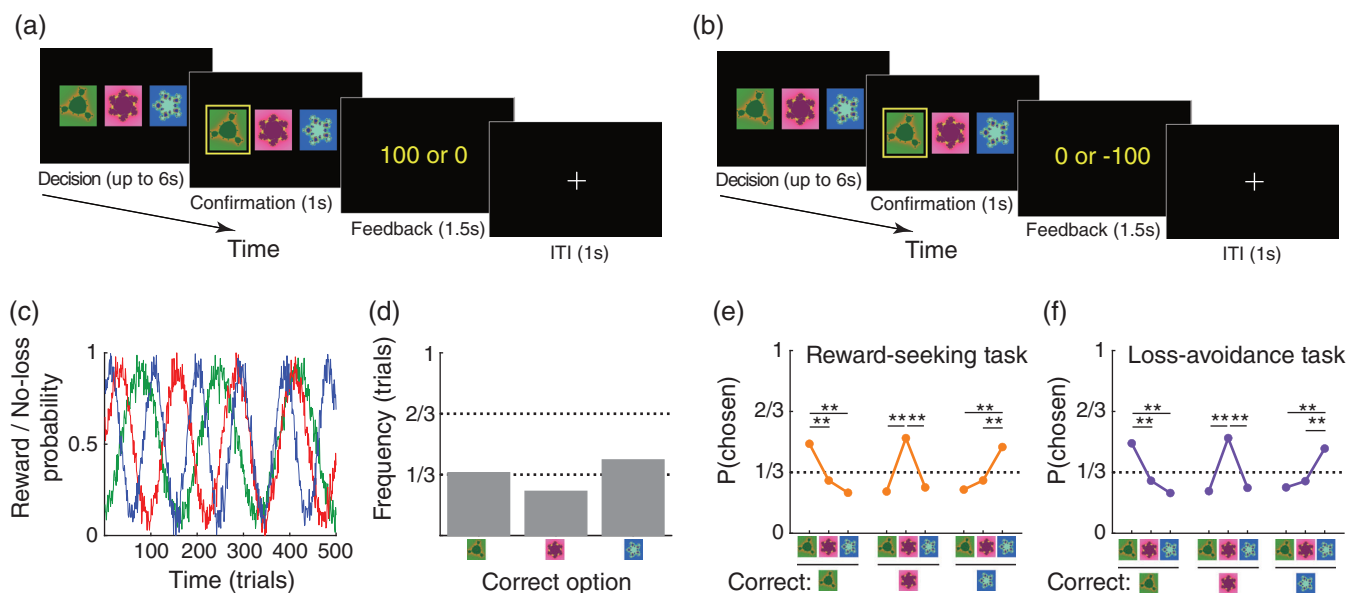 (a)
Decision (up to 6s)
Confirmation (1s)
100 or 0
Feedback (1.5s)
ITI (1s)
Time
(b)
Decision (up to 6s)
Confirmation (1s)
0 or -100
Feedback (1.5s)
ITI (1s)
Time
(c)
Reward / No-loss
probability
1
0.5
0
100 200 300 400 500
Time (trials)
(d)
Frequency (trials)
1
2/3
1/3
0
Correct option
(e)
Reward-seeking task
P(chosen)
1
2/3
1/3
0
**
**
** **
**
**
Correct:
(f)
Loss-avoidance task
P(chosen)
1
2/3
1/3
0
**
**
** **
**
**
Correct: